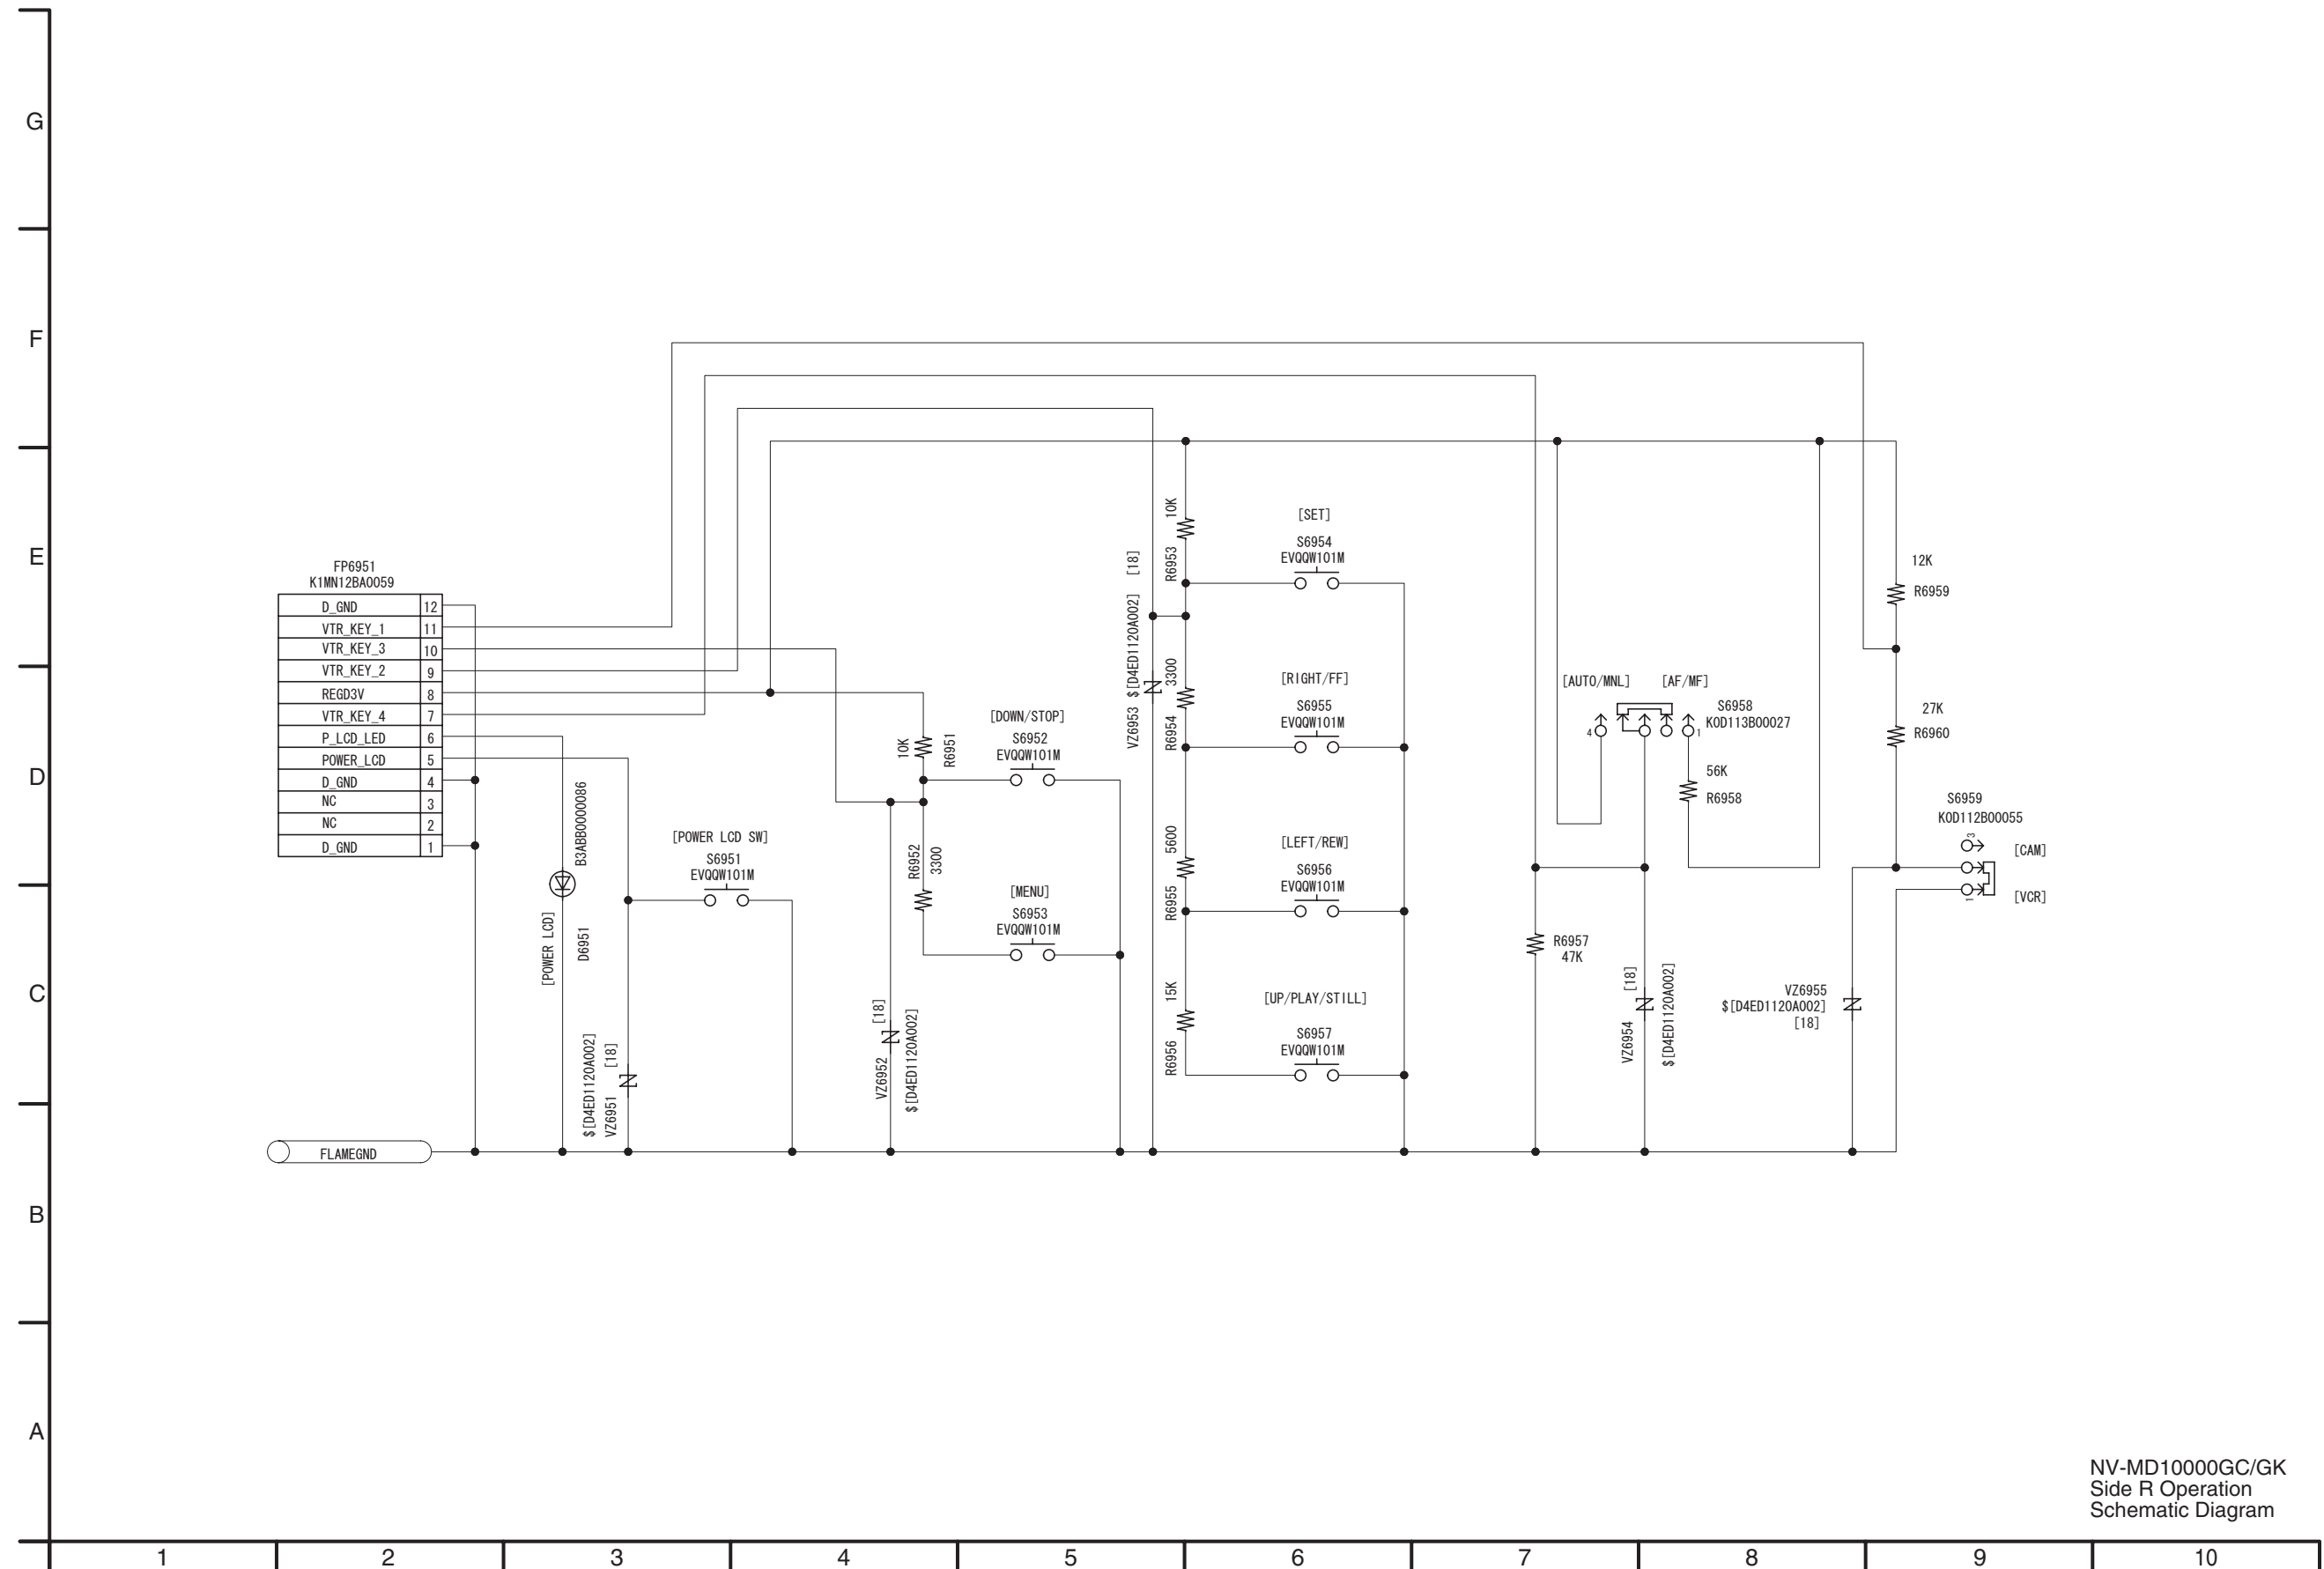 G
F
E
D
C
B
A
FP6951
K1MN12BA0059
D_GND 12
VTR_KEY_1 11
VTR_KEY_3 10
VTR_KEY_2 9
REGD3V 8
VTR_KEY_4 7
P_LCD_LED 6
POWER_LCD 5
D_GND 4
NC 3
NC 2
D_GND 1
FLAMEGND
B3ABB0000086
[POWER LCD]
D6951
$[D4ED1120A002]
VZ6951
[18]
[POWER LCD SW]
S6951
EVQQW101M
10K
R6951
R6952
3300
VZ6952
[18]
$[D4ED1120A002]
[DOWN/STOP]
S6952
EVQQW101M
[MENU]
S6953
EVQQW101M
VZ6953
$[D4ED1120A002]
[18]
10K
R6953
3300
R6954
5600
R6955
15K
R6956
[SET]
S6954
EVQQW101M
[RIGHT/FF]
S6955
EVQQW101M
[LEFT/REW]
S6956
EVQQW101M
[UP/PLAY/STILL]
S6957
EVQQW101M
[AUTO/MNL]
[AF/MF]
S6958
K0D113B00027
4
1
56K
R6958
R6957
47K
VZ6954
[18]
$[D4ED1120A002]
VZ6955
$[D4ED1120A002]
[18]
12K
R6959
27K
R6960
S6959
K0D112B00055
3
[CAM]
1
[VCR]
NV-MD10000GC/GK
Side R Operation
Schematic Diagram
1 2 3 4 5 6 7 8 9 10